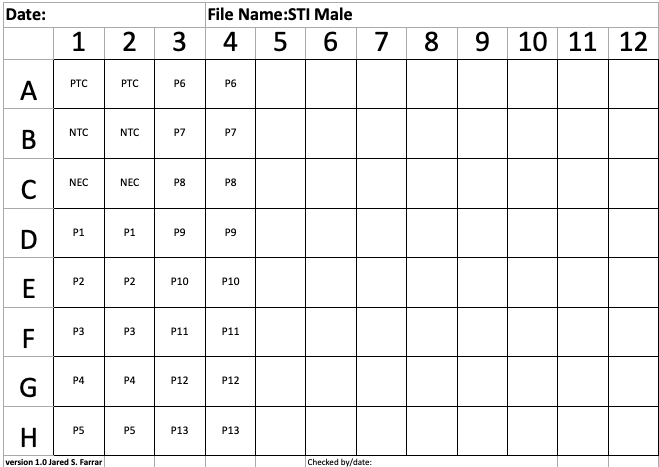 Date: File Name:STI Male
1 2 3 4 5 6 7 8 9 10 11 12
A PTC PTC P6 P6
B NTC NTC P7 P7
C NEC NEC P8 P8
D P1 P1 P9 P9
E P2 P2 P10 P10
F P3 P3 P11 P11
G P4 P4 P12 P12
H P5 P5 P13 P13
version 1.0 Jared S. Farrar Checked by/date: